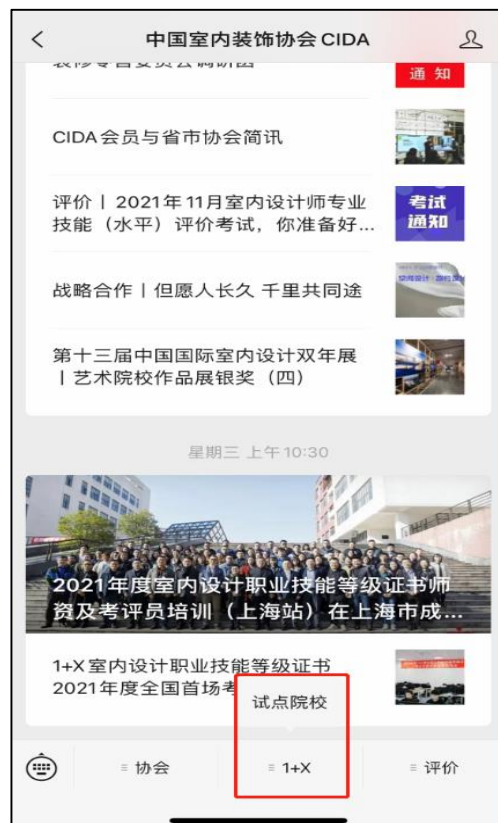 中国室内装饰协会 CIDA
通 知
CIDA 会员与省市协会简讯
评价丨2021年 11月室内设计师专业
技能（水平）评价考试，你准备好...
考试
通知
战略合作丨但愿人长久 千里共同途
第十三届中国国际室内设计双年展
丨艺术院校作品展银奖（四）
星期三 上午 10:30
2021年度室内设计职业技能等级证书师
资及考评员培训（上海站）在上海市成...
1+X 室内设计职业技能等级证书
2021年度全国首场考
试点院校
协会
1+X
评价